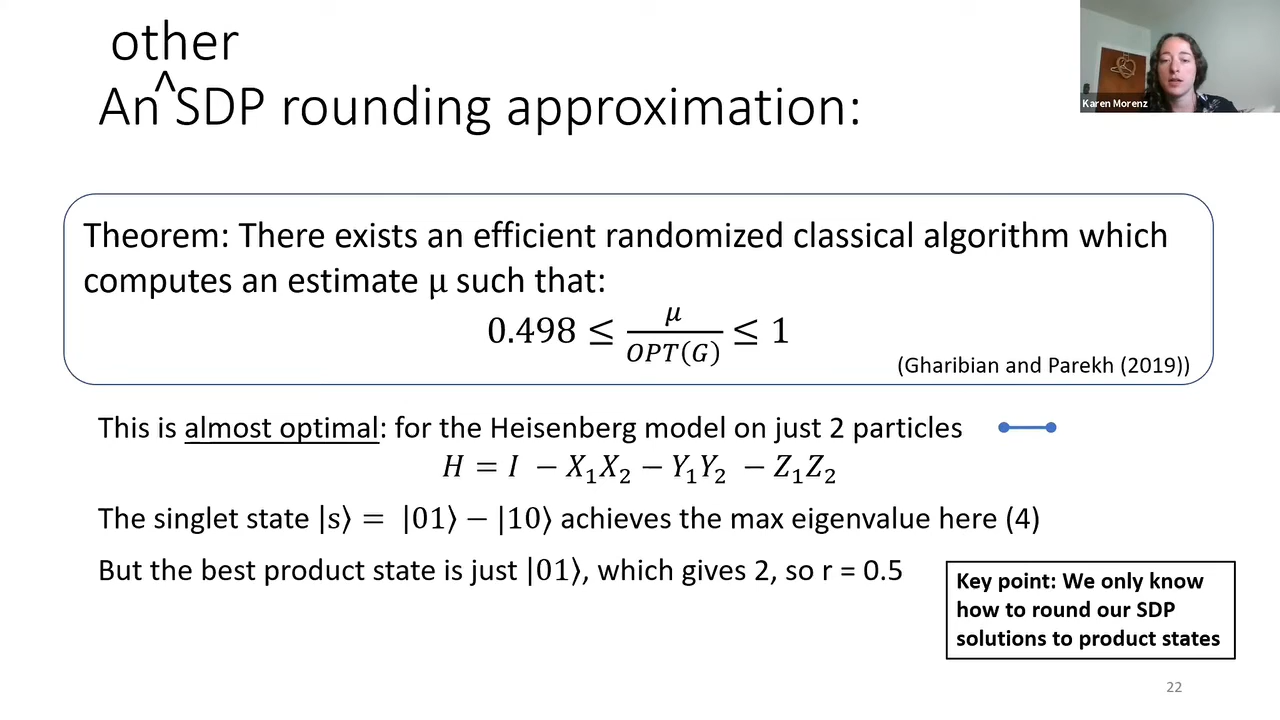 other
^
An SDP rounding approximation:
Karen Morenz
Theorem: There exists an efficient randomized classical algorithm which
computes an estimate μ such that:
0.498 ≤ μ/OPT(G) ≤ 1
(Gharibian and Parekh (2019))
This is almost optimal: for the Heisenberg model on just 2 particles
H = I − X₁X₂ − Y₁Y₂ − Z₁Z₂
The singlet state |s⟩ = |01⟩ − |10⟩ achieves the max eigenvalue here (4)
But the best product state is just |01⟩, which gives 2, so r = 0.5
Key point: We only know
how to round our SDP
solutions to product states
22